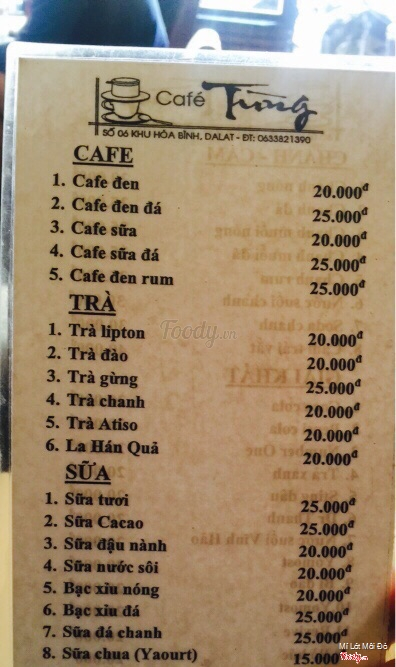 Café Tùng
SỐ 06 KHU HÒA BÌNH, DALAT - ĐT: 0633821390
CAFE
1. Cafe đen 20.000đ
2. Cafe đen đá 25.000đ
3. Cafe sữa 20.000đ
4. Cafe sữa đá 25.000đ
5. Cafe đen rum 25.000đ
TRÀ
1. Trà lipton 20.000đ
Foody.vn
2. Trà đào 20.000đ
3. Trà gừng 25.000đ
4. Trà chanh 20.000đ
5. Trà Atiso 20.000đ
6. La Hán Quả 20.000đ
SỮA
1. Sữa tươi 25.000đ
2. Sữa Cacao 25.000đ
3. Sữa đậu nành 20.000đ
4. Sữa nước sôi 20.000đ
5. Bạc xỉu nóng 20.000đ
6. Bạc xỉu đá 25.000đ
7. Sữa đá chanh 25.000đ
8. Sữa chua (Yaourt) 15.000đ
Foody.vn